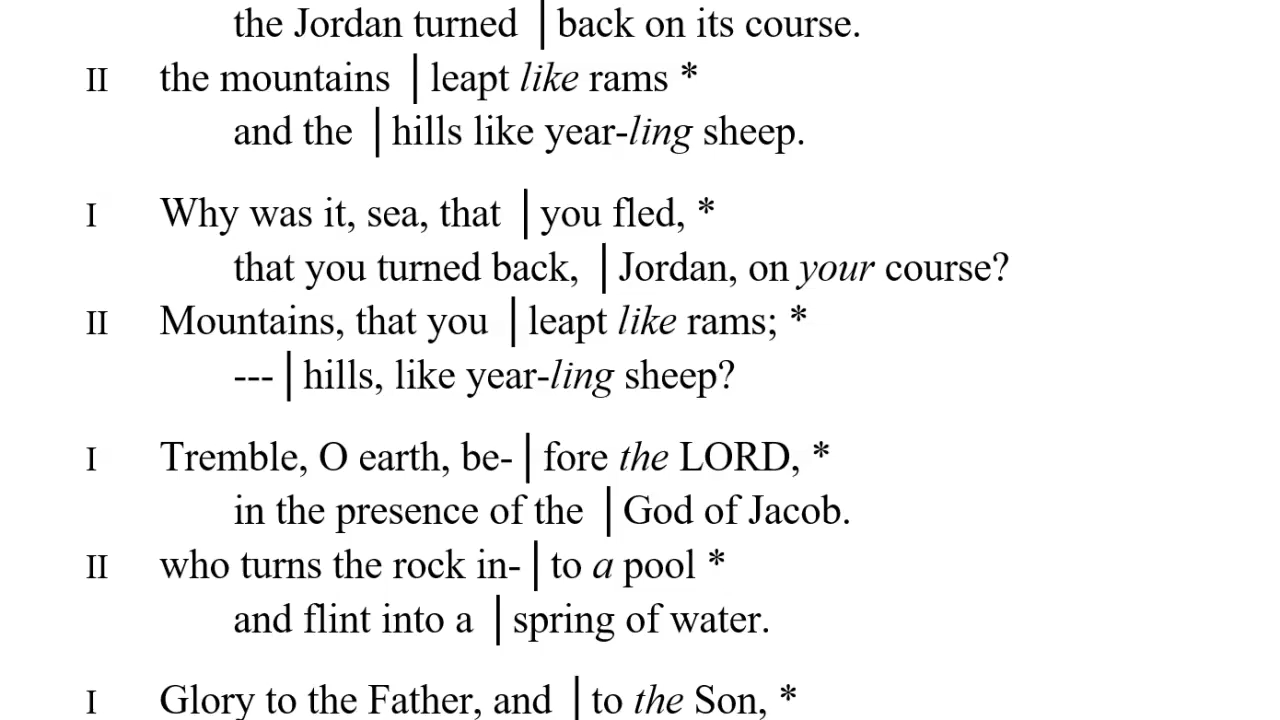 the Jordan turned | back on its course.
II the mountains | leapt like rams *
and the | hills like year-ling sheep.
I Why was it, sea, that | you fled, *
that you turned back, | Jordan, on your course?
II Mountains, that you | leapt like rams; *
--- | hills, like year-ling sheep?
I Tremble, O earth, be- | fore the LORD, *
in the presence of the | God of Jacob.
II who turns the rock in- | to a pool *
and flint into a | spring of water.
I Glory to the Father, and | to the Son, *